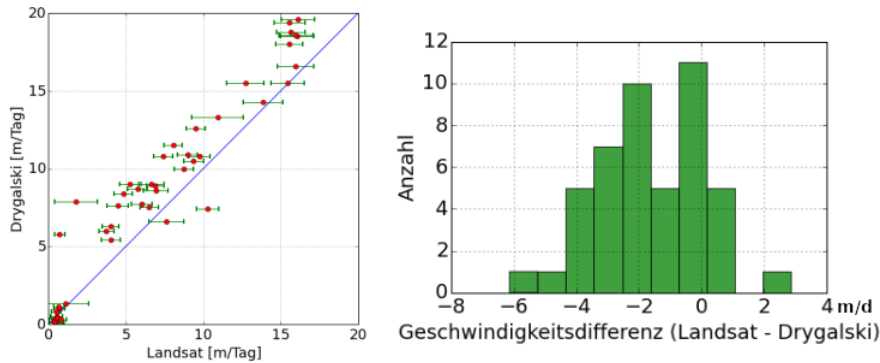 20
15
10
5
0
Drygalski [m/Tag]
0 5 10 15 20
Landsat [m/Tag]
12
10
8
6
4
2
0
Anzahl
−8 −6 −4 −2 0 2 4 m/d
Geschwindigkeitsdifferenz (Landsat - Drygalski)